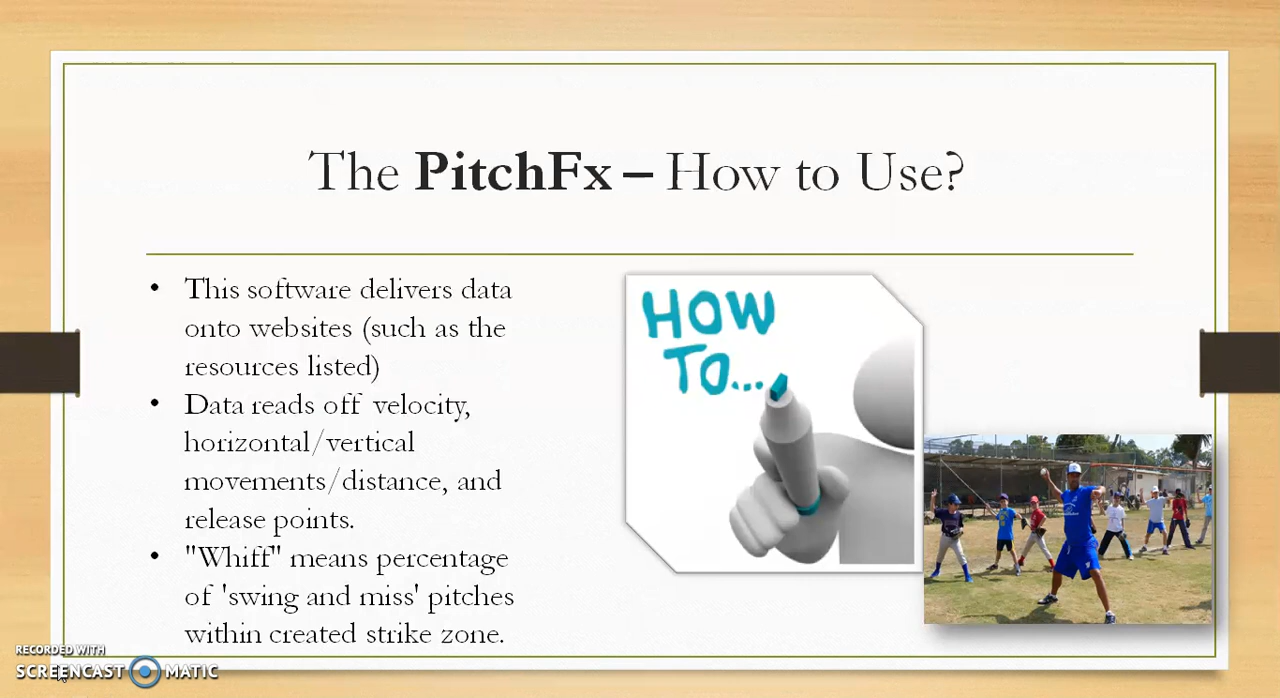 The PitchFx – How to Use?
• This software delivers data
onto websites (such as the
resources listed)
• Data reads off velocity,
horizontal/vertical
movements/distance, and
release points.
• "Whiff" means percentage
of 'swing and miss' pitches
within created strike zone.
HOW
TO...
RECORDED WITH
SCREENCAST MATIC